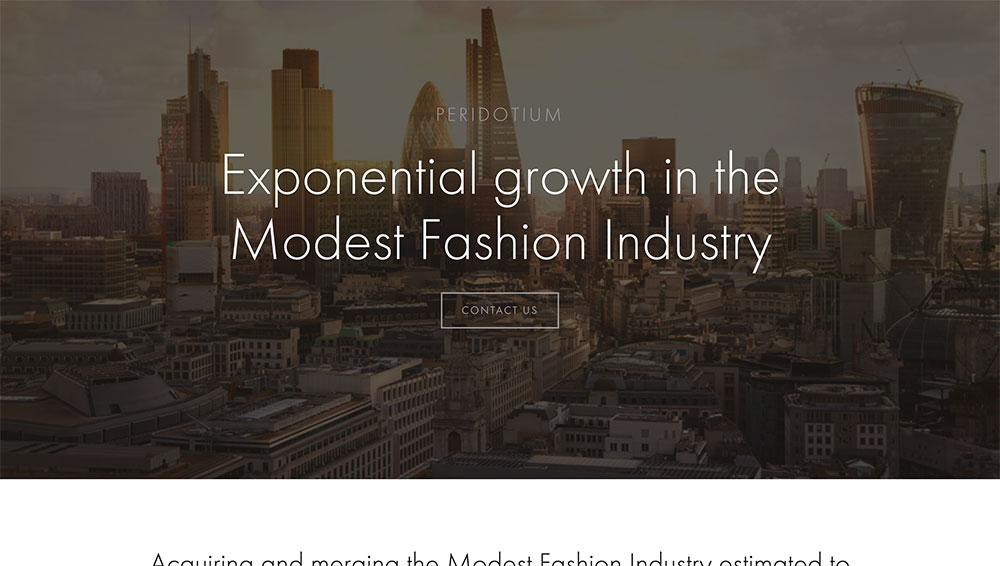 PERIDOTIUM
Exponential growth in the
Modest Fashion Industry
CONTACT US
Acquiring and merging the Modest Fashion Industry estimated to